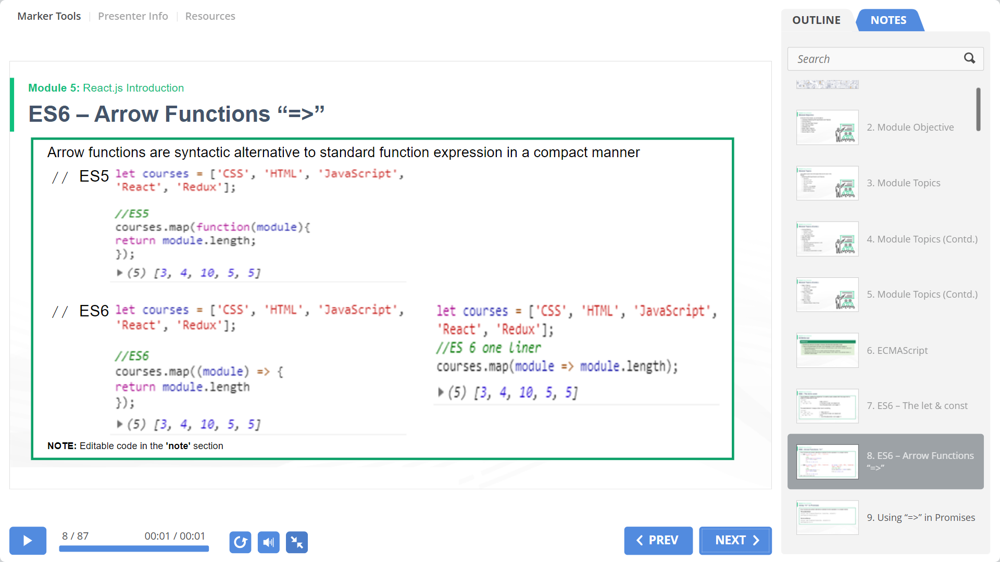 Marker Tools
Presenter Info
Resources
OUTLINE
NOTES
Search
Module 5: React.js Introduction
ES6 – Arrow Functions “=>”
Arrow functions are syntactic alternative to standard function expression in a compact manner
// ES5
let courses = ['CSS', 'HTML', 'JavaScript',
'React', 'Redux'];
//ES5
courses.map(function(module){
return module.length;
});
(5) [3, 4, 10, 5, 5]
// ES6
let courses = ['CSS', 'HTML', 'JavaScript',
'React', 'Redux'];
//ES6
courses.map((module) => {
return module.length
});
(5) [3, 4, 10, 5, 5]
let courses = ['CSS', 'HTML', 'JavaScript',
'React', 'Redux'];
//ES 6 one liner
courses.map(module => module.length);
(5) [3, 4, 10, 5, 5]
NOTE: Editable code in the 'note' section
2. Module Objective
3. Module Topics
4. Module Topics (Contd.)
5. Module Topics (Contd.)
6. ECMAScript
7. ES6 – The let & const
8. ES6 – Arrow Functions
“=>”
9. Using “=>” in Promises
8 / 87
00:01 / 00:01
PREV
NEXT